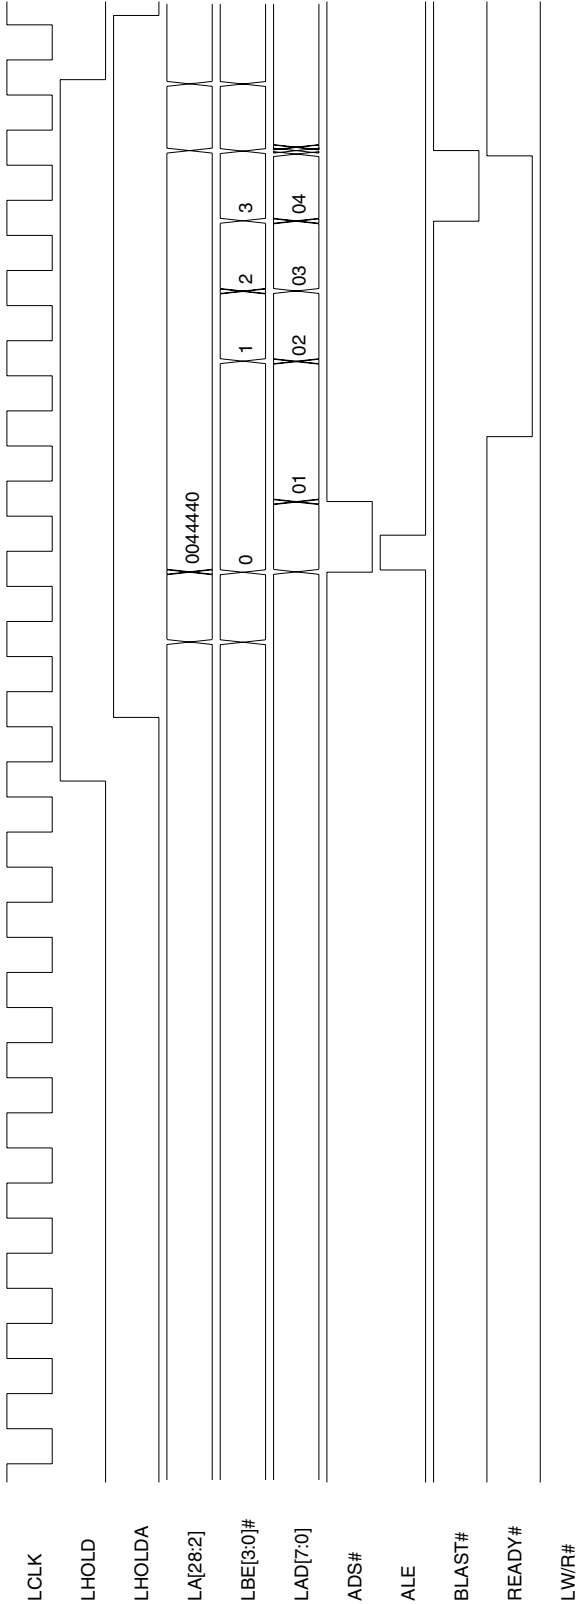 LCLK
LHOLD
LHOLDA
LA[28:2]
0044440
LBE[3:0]#
0 1 2 3
LAD[7:0]
01 02 03 04
ADS#
ALE
BLAST#
READY#
LW/R#